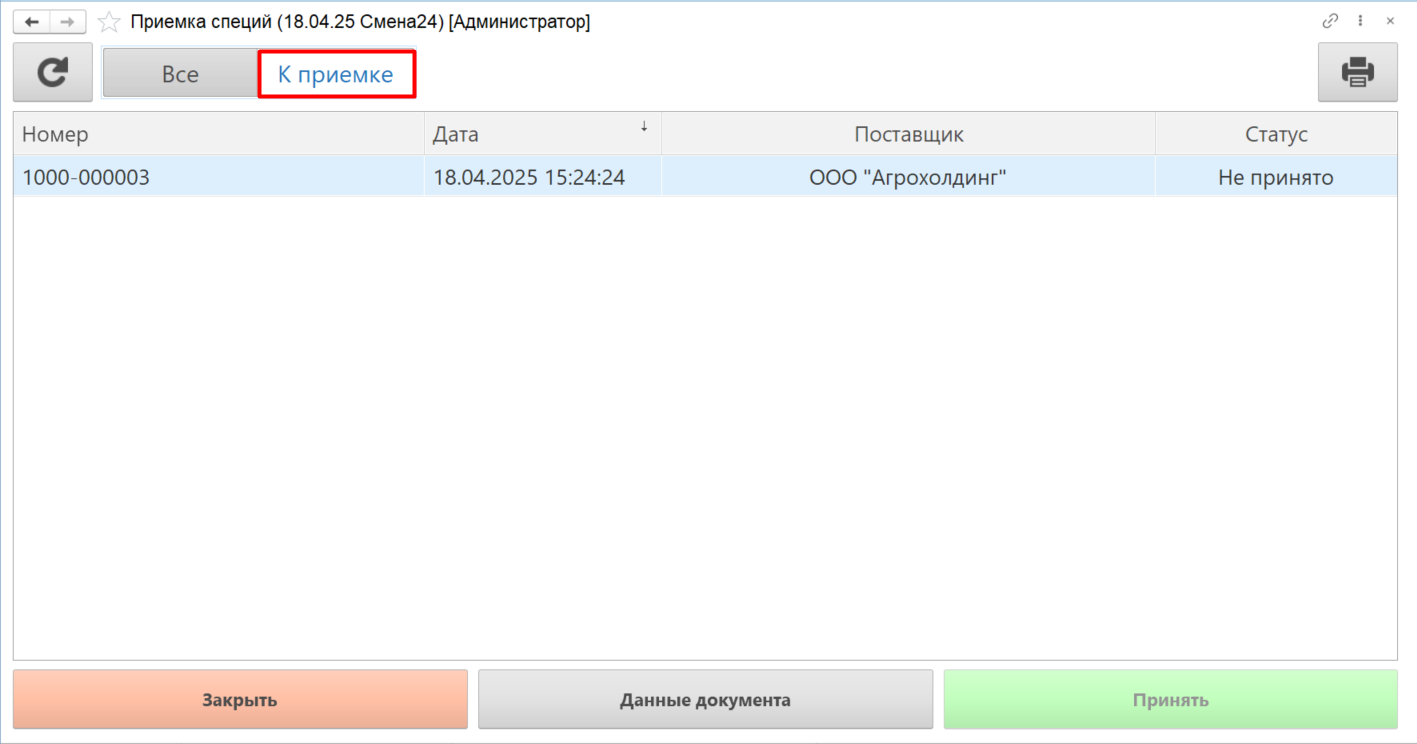 Приемка специй (18.04.25 Смена24) [Администратор]
Все К приемке
Номер Дата ↓ Поставщик Статус
1000-000003 18.04.2025 15:24:24 ООО "Агрохолдинг" Не принято
Закрыть Данные документа Принять